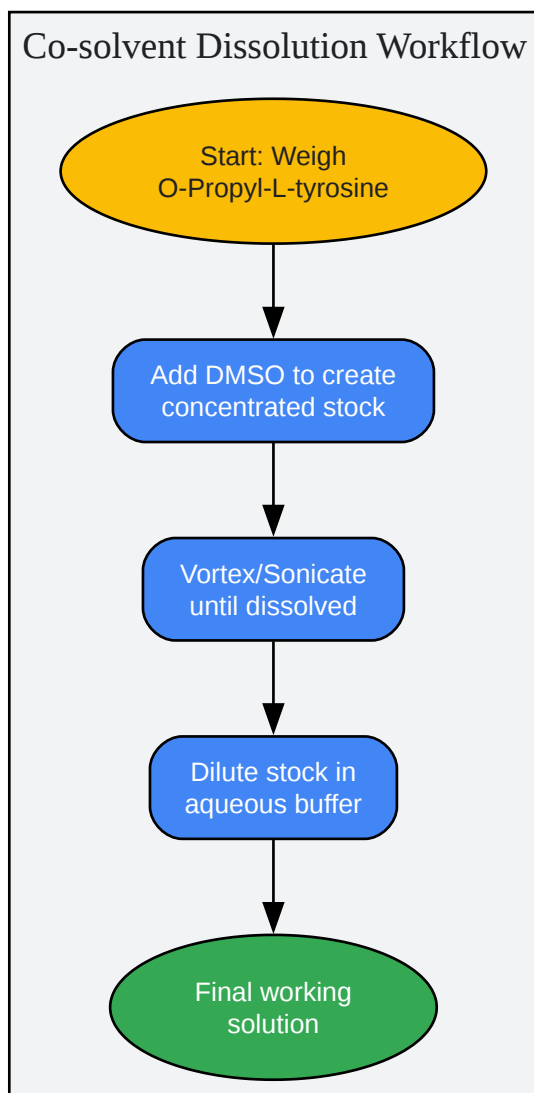 Co-solvent Dissolution Workflow
Start: Weigh
O-Propyl-L-tyrosine
Add DMSO to create
concentrated stock
Vortex/Sonicate
until dissolved
Dilute stock in
aqueous buffer
Final working
solution